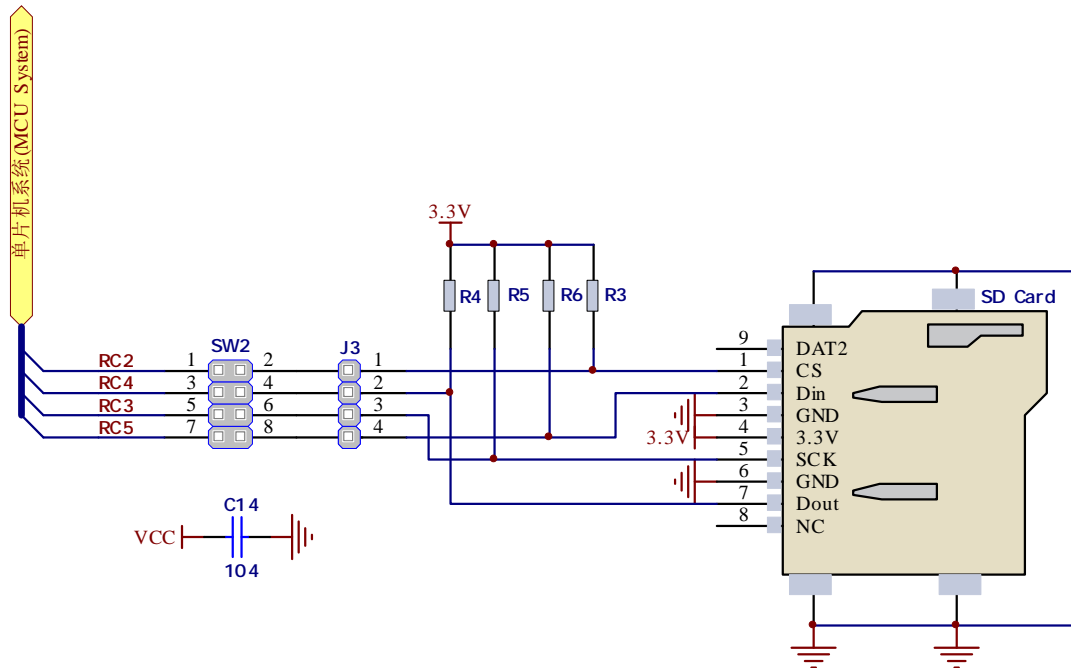 单片机系统(MCU System)
3.3V
R4
R5
R6
R3
SD Card
SW2
J3
RC2
1
2
1
RC4
3
4
2
RC3
5
6
3
RC5
7
8
4
9
DAT2
1
CS
2
Din
3
GND
3.3V
4
3.3V
5
SCK
6
GND
7
Dout
8
NC
C14
VCC
104